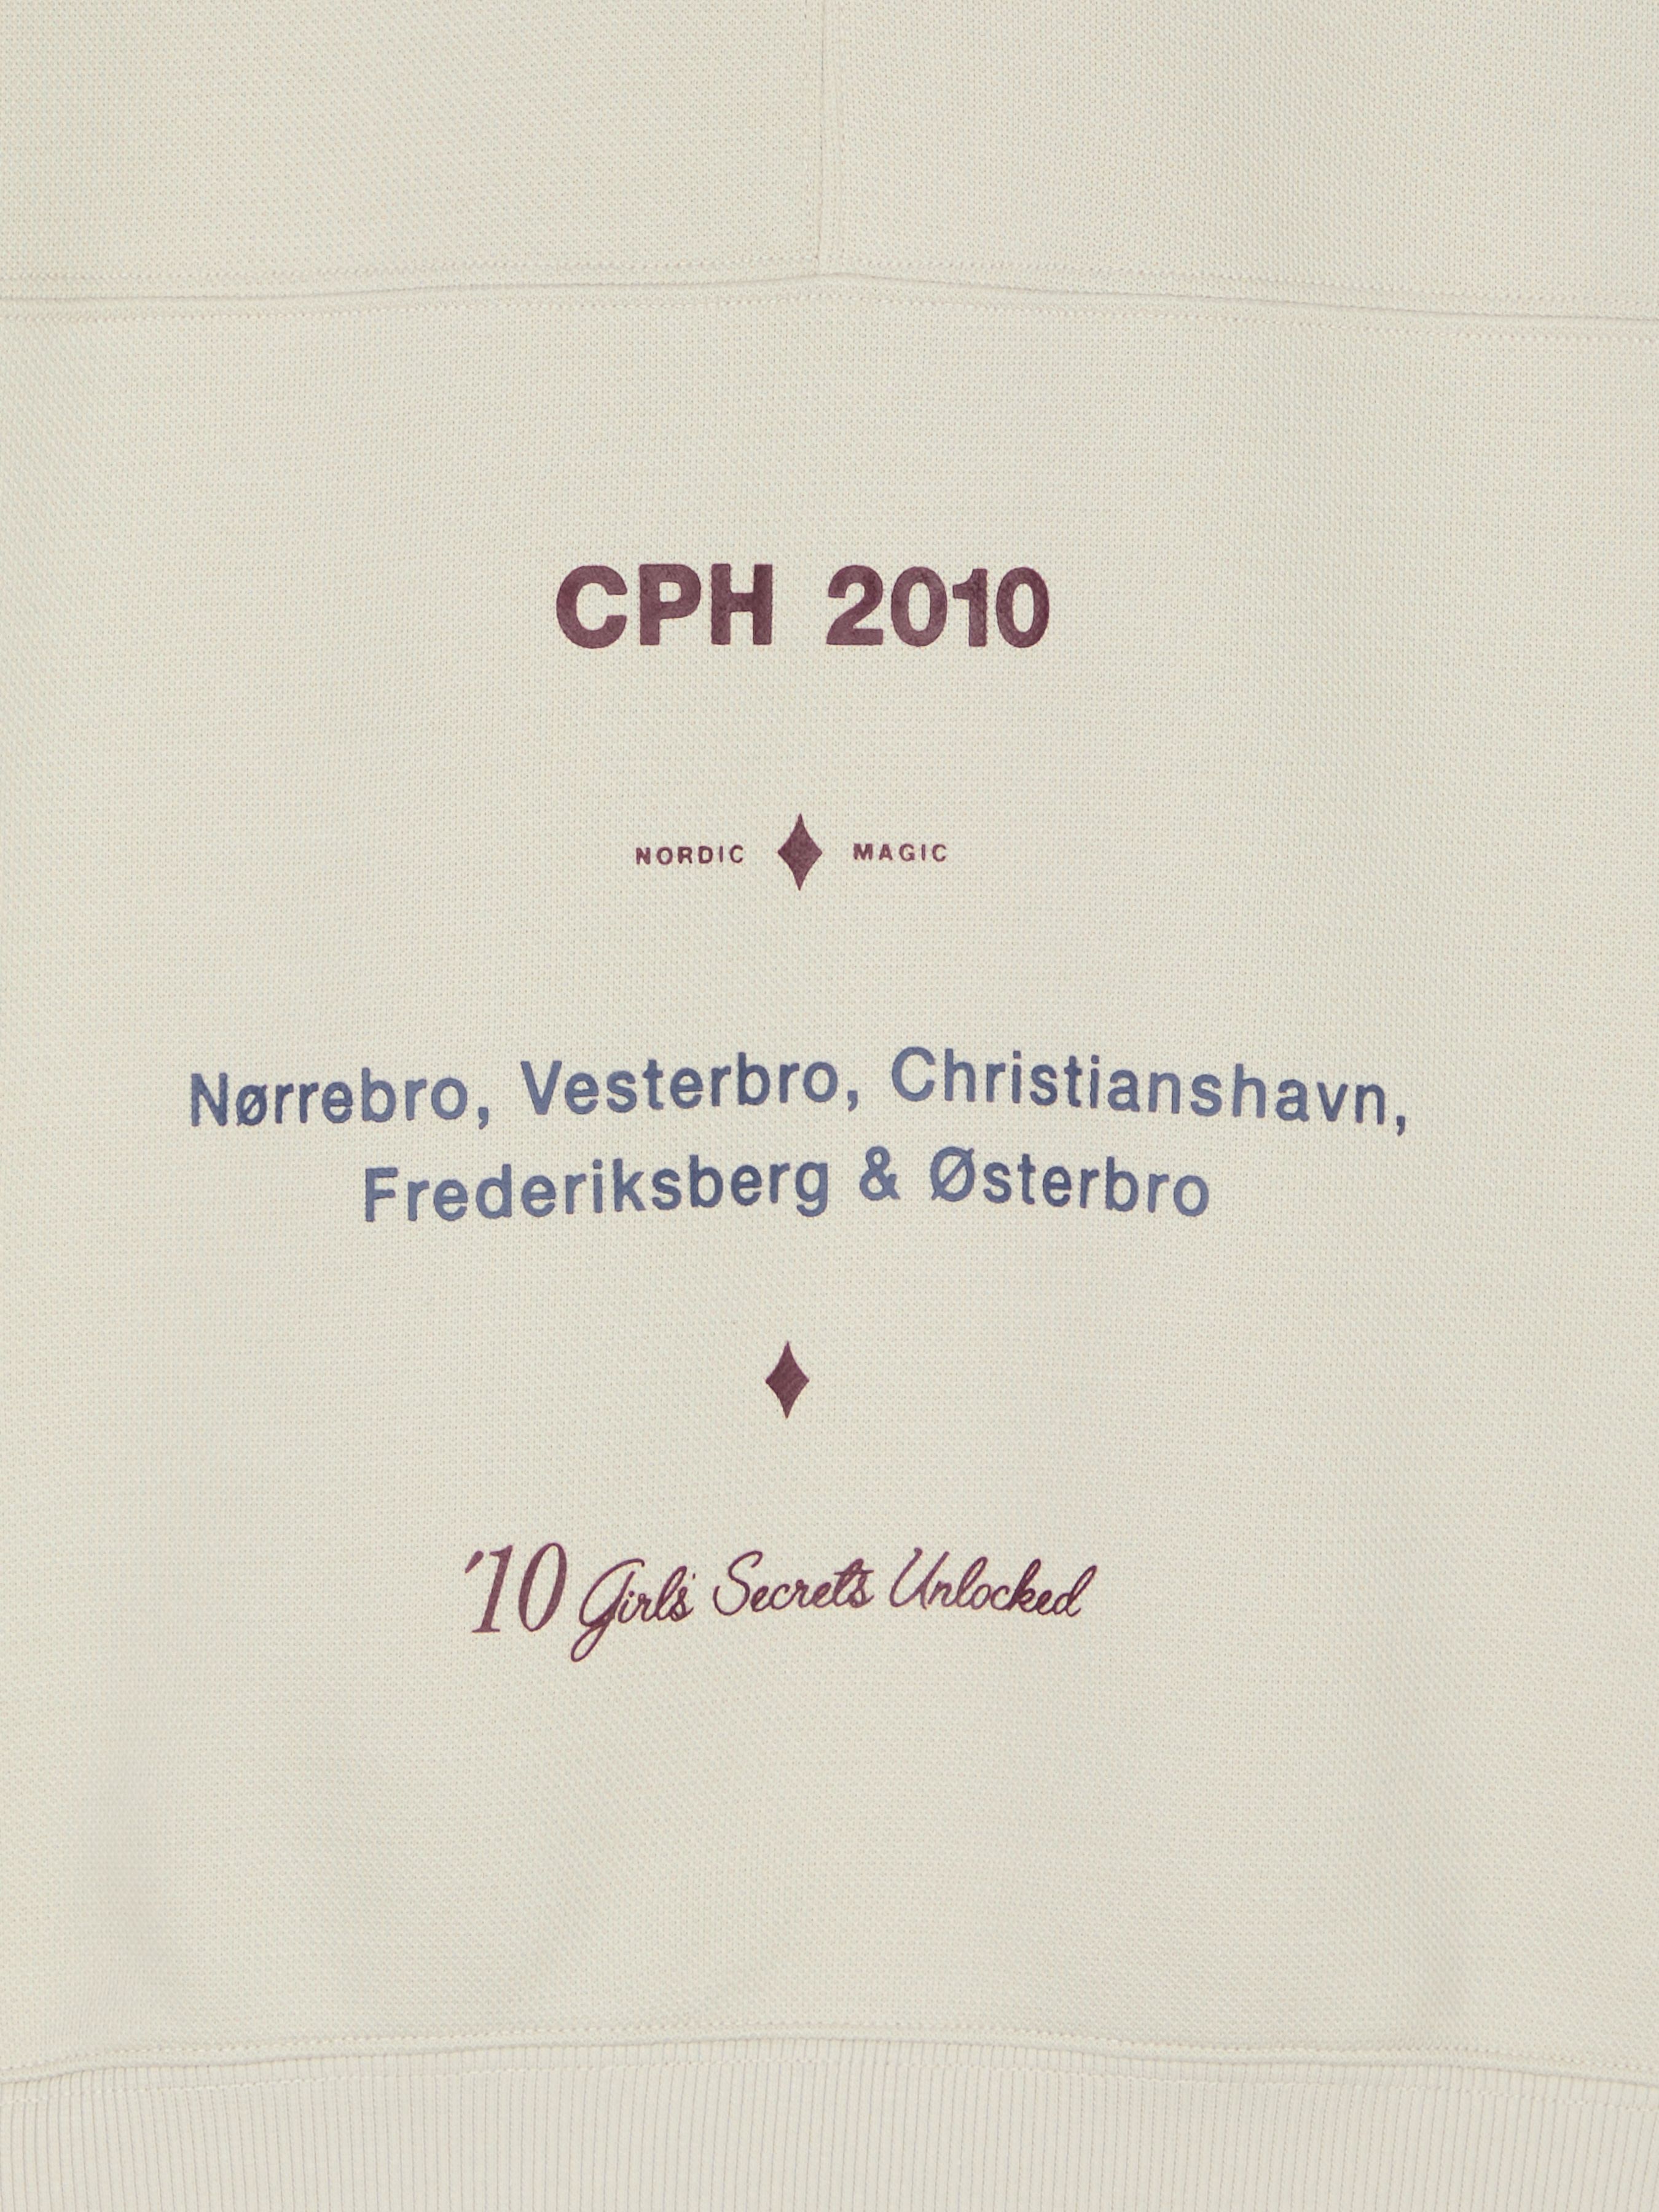 CPH 2010
NORDIC MAGIC
Nørrebro, Vesterbro, Christianshavn,
Frederiksberg & Østerbro
'10 Girls' Secrets Unlocked